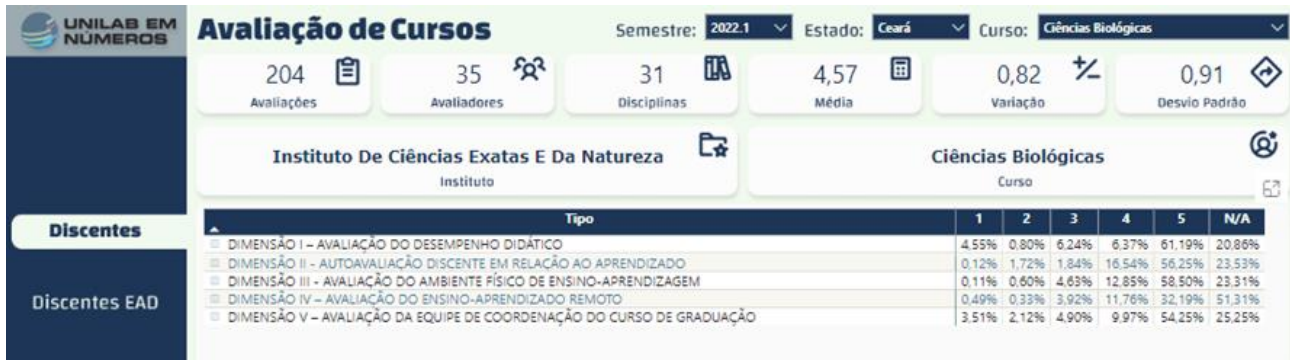 UNILAB EM
NÚMEROS
Avaliação de Cursos
Semestre: 2022.1 Estado: Ceará Curso: Ciências Biológicas
204 35 31 4,57 0,82 0,91
Avaliações Avaliadores Disciplinas Média Variação Desvio Padrão
Instituto De Ciências Exatas E Da Natureza Ciências Biológicas
Instituto Curso
Discentes
Discentes EAD
Tipo 1 2 3 4 5 N/A
DIMENSÃO I – AVALIAÇÃO DO DESEMPENHO DIDÁTICO 4,55% 0,80% 6,24% 6,37% 61,19% 20,86%
DIMENSÃO II - AUTOAVALIAÇÃO DISCENTE EM RELAÇÃO AO APRENDIZADO 0,12% 1,72% 1,84% 16,54% 56,25% 23,53%
DIMENSÃO III - AVALIAÇÃO DO AMBIENTE FÍSICO DE ENSINO-APRENDIZAGEM 0,11% 0,60% 4,63% 12,85% 58,50% 23,31%
DIMENSÃO IV – AVALIAÇÃO DO ENSINO-APRENDIZADO REMOTO 0,49% 0,33% 3,92% 11,76% 32,19% 51,31%
DIMENSÃO V – AVALIAÇÃO DA EQUIPE DE COORDENAÇÃO DO CURSO DE GRADUAÇÃO 3,51% 2,12% 4,90% 9,97% 54,25% 25,25%